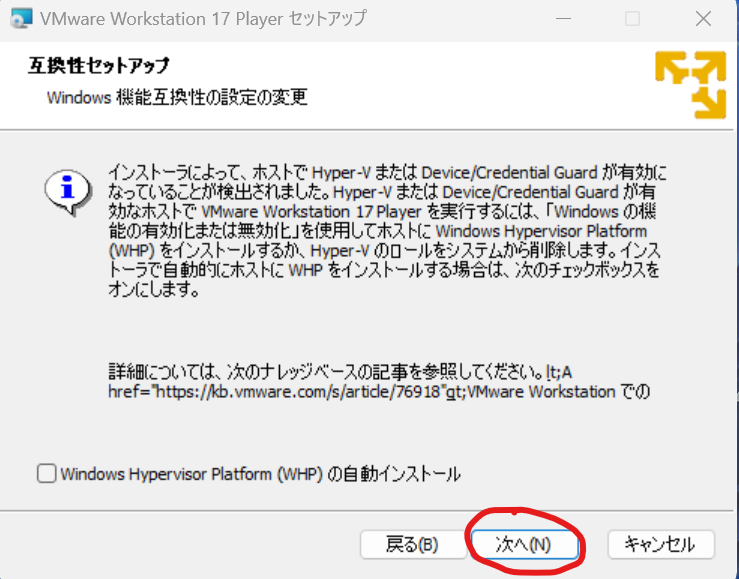 VMware Workstation 17 Player セットアップ
互換性セットアップ
Windows 機能互換性の設定の変更
インストーラによって、ホストで Hyper-V または Device/Credential Guard が有効に
なっていることが検出されました。Hyper-V または Device/Credential Guard が有
効なホストで VMware Workstation 17 Player を実行するには、「Windows の機
能の有効化または無効化」を使用してホストに Windows Hypervisor Platform
(WHP) をインストールするか、Hyper-V のロールをシステムから削除します。インス
トーラで自動的にホストに WHP をインストールする場合は、次のチェックボックスを
オンにします。
詳細については、次のナレッジベースの記事を参照してください。lt;A
href="https://kb.vmware.com/s/article/76918"gt;VMware Workstation での
Windows Hypervisor Platform (WHP) の自動インストール
戻る(B) 次へ(N) キャンセル